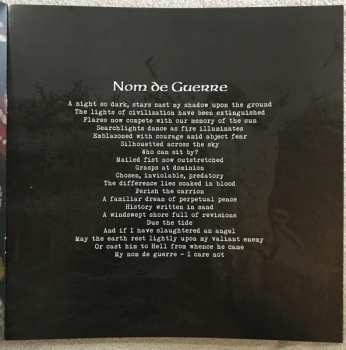 Nom de Guerre
A night so dark, stars cast my shadow upon the ground
The lights of civilization have been extinguished
Flares now compete with our memory of the sun
Searchlights dance as fire illuminates
Emblazoned with courage amid abject fear
Silhoutted across the sky
Who can sit by?
Mailed fist now outstretched
Grasps at dominion
Chosen, inviolable, predatory
The difference lies soaked in blood
Perish the carrion
A familiar dream of perpetual peace
History written in sand
A windswept shore full of revisions
Due the tide
And if I have slaughtered an angel
May the earth rest lightly upon my valiant enemy
Or cast him to Hell from whence he came
My nom de guerre - I care not